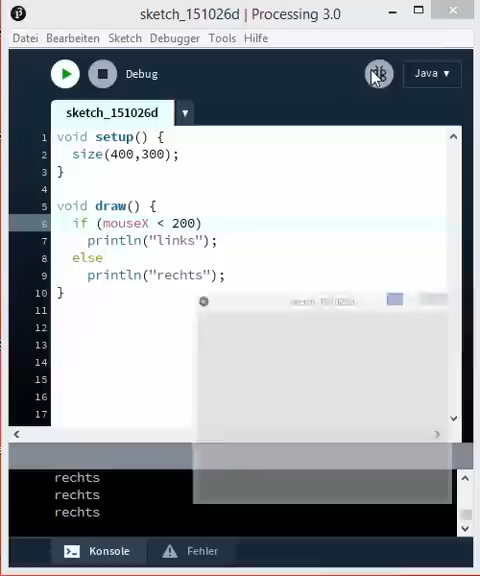 sketch_151026d | Processing 3.0
Datei Bearbeiten Sketch Debugger Tools Hilfe
Debug
Java ▾
sketch_151026d ▾
1 void setup() {
2 size(400,300);
3 }
4
5 void draw() {
6 if (mouseX < 200)
7 println("links");
8 else
9 println("rechts");
10 }
11
12
13
14
15
16
17
sketch_151026d
rechts
rechts
rechts
Konsole Fehler